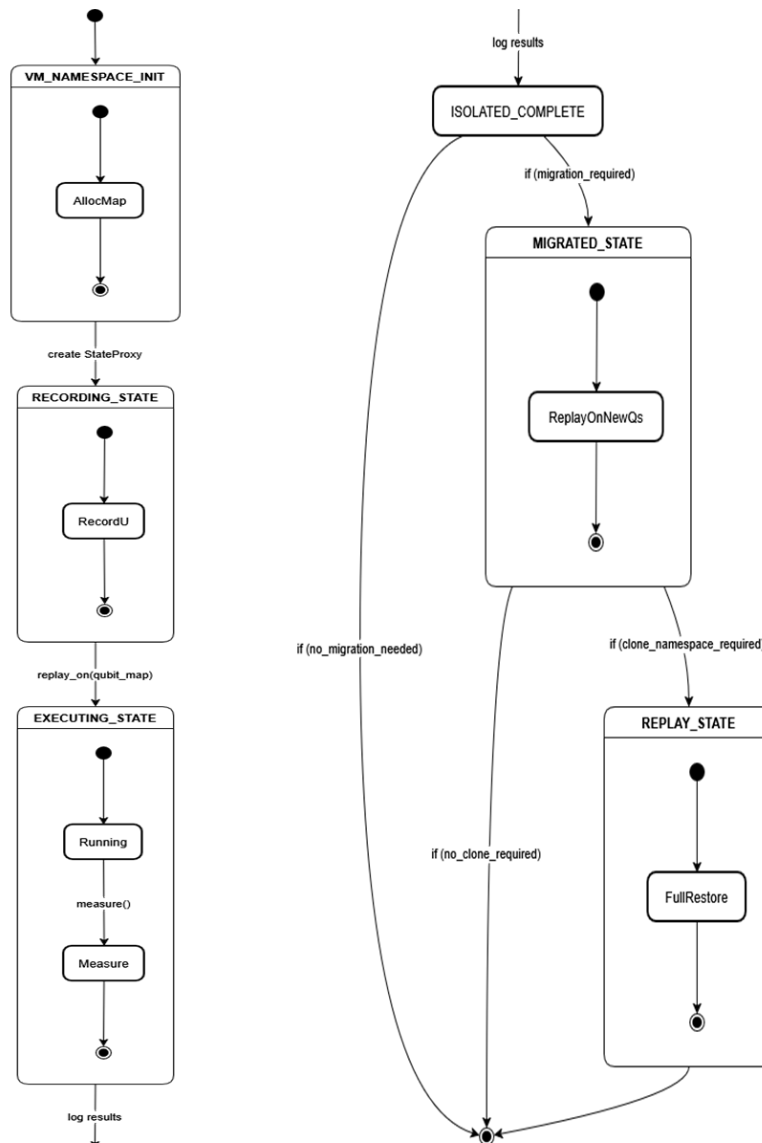 VM_NAMESPACE_INIT
AllocMap
create StateProxy
RECORDING_STATE
RecordU
replay_on(qubit_map)
EXECUTING_STATE
Running
measure()
Measure
log results
log results
ISOLATED_COMPLETE
if (migration_required)
MIGRATED_STATE
ReplayOnNewQs
if (no_migration_needed)
if (clone_namespace_required)
REPLAY_STATE
if (no_clone_required)
FullRestore